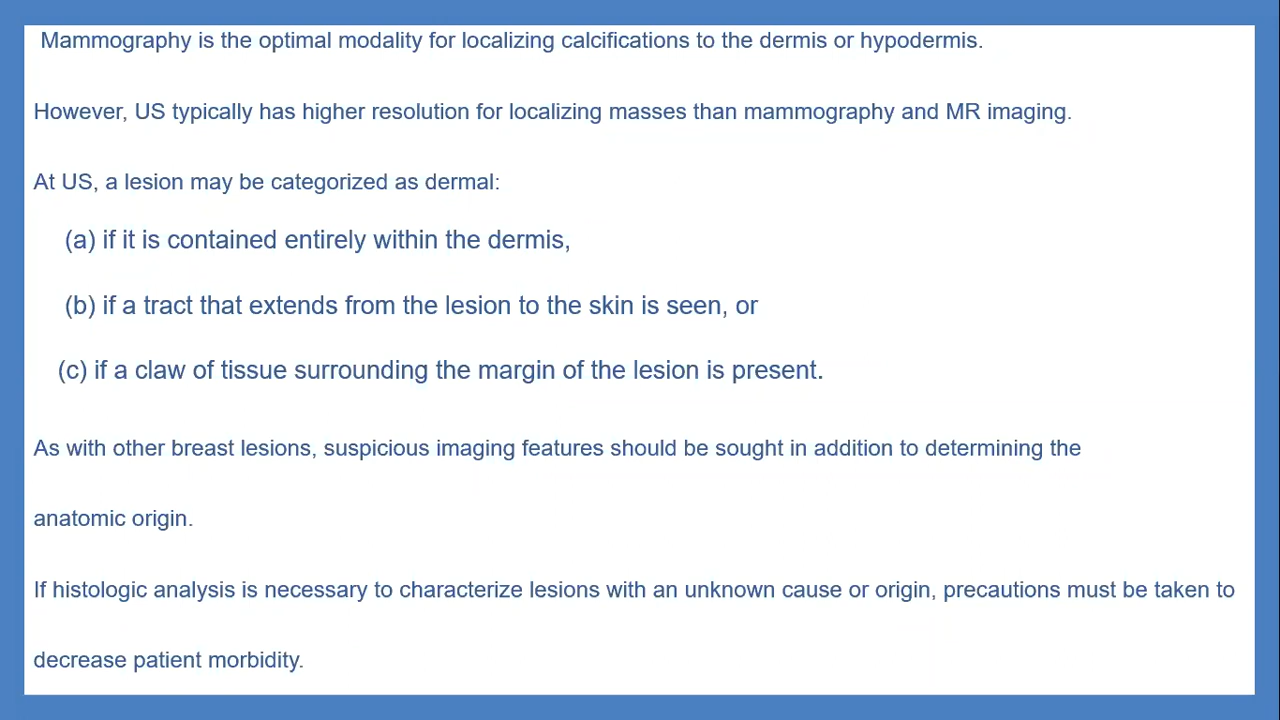 Mammography is the optimal modality for localizing calcifications to the dermis or hypodermis.
However, US typically has higher resolution for localizing masses than mammography and MR imaging.
At US, a lesion may be categorized as dermal:
(a) if it is contained entirely within the dermis,
(b) if a tract that extends from the lesion to the skin is seen, or
(c) if a claw of tissue surrounding the margin of the lesion is present.
As with other breast lesions, suspicious imaging features should be sought in addition to determining the
anatomic origin.
If histologic analysis is necessary to characterize lesions with an unknown cause or origin, precautions must be taken to
decrease patient morbidity.